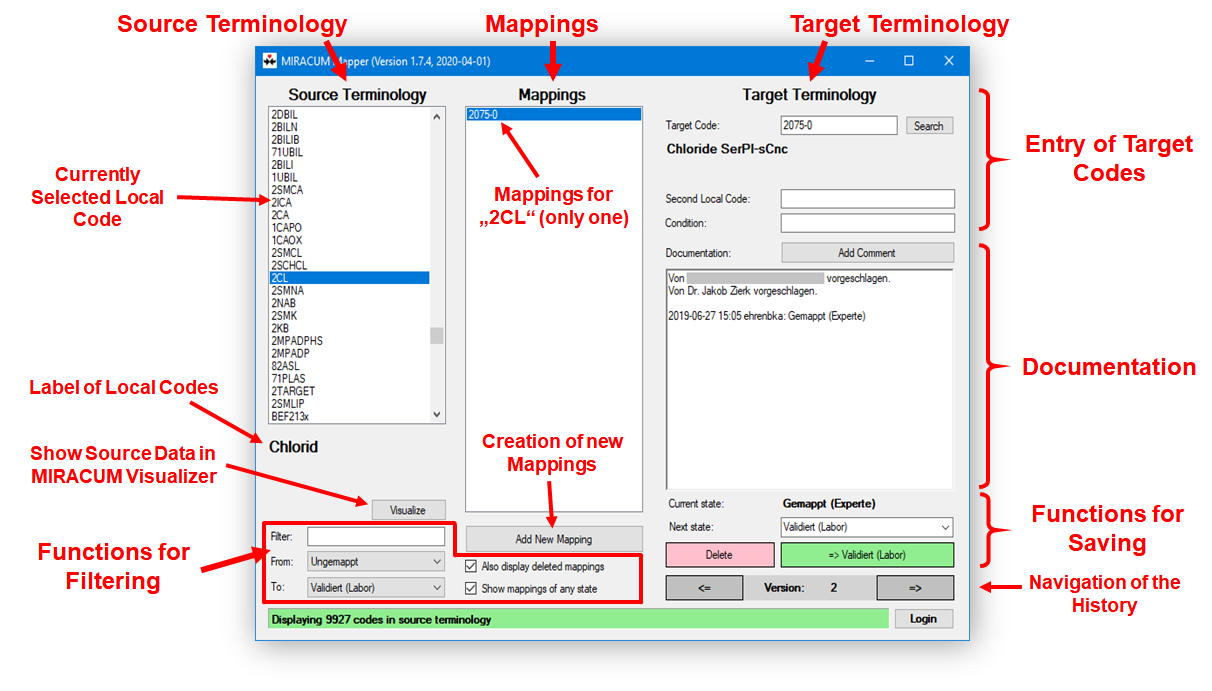 Source Terminology
Mappings
Target Terminology
MIRACUM Mapper (Version 1.7.4, 2020-04-01)
Source Terminology
2DBIL
2BILN
2BILIB
71UBIL
2BILI
1UBIL
2SMCA
2ICA
2CA
1CAPO
1CAOX
2SMCL
2SCHCL
2CL
2SMNA
2NAB
2SMK
2KB
2MPADPHS
2MPADP
82ASL
71PLAS
2TARGET
2SMLIP
BEF213x
Chlorid
Visualize
Filter:
From: Ungemappt
To: Validiert (Labor)
Mappings
2075-0
Mappings for
„2CL“ (only one)
Creation of new
Mappings
Add New Mapping
Also display deleted mappings
Show mappings of any state
Target Terminology
Target Code: 2075-0 Search
Chloride SerPl-sCnc
Second Local Code:
Condition:
Documentation: Add Comment
Von vorgeschlagen.
Von Dr. Jakob Zierk vorgeschlagen.
2019-06-27 15:05 ehrenbka: Gemappt (Experte)
Current state: Gemappt (Experte)
Next state: Validiert (Labor)
Delete => Validiert (Labor)
<= Version: 2 =>
Displaying 9927 codes in source terminology
Login
Currently
Selected Local
Code
Label of Local Codes
Show Source Data in
MIRACUM Visualizer
Functions for
Filtering
Entry of Target
Codes
Documentation
Functions for
Saving
Navigation of the
History